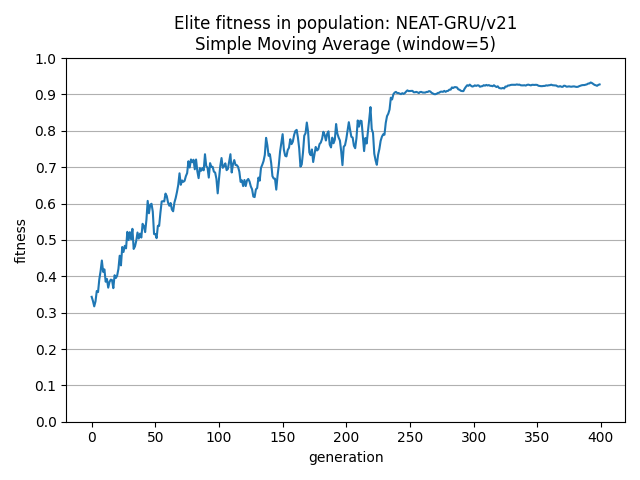 Elite fitness in population: NEAT-GRU/v21
Simple Moving Average (window=5)
fitness
1.0
0.9
0.8
0.7
0.6
0.5
0.4
0.3
0.2
0.1
0.0
0 50 100 150 200 250 300 350 400
generation